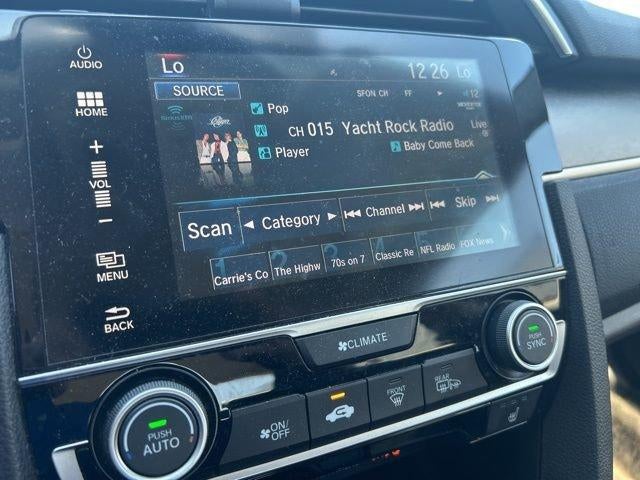 AUDIO
HOME
+
VOL
−
MENU
BACK
Lo 12 26 Lo
SOURCE
SFON. CH FF 12
SiriusXM
Pop
CH 015 Yacht Rock Radio Live
Player Baby Come Back
Scan Category Channel Skip
1 2 3 4
Carrie's Co The Highw 70s on 7 Classic Re NFL Radio FOX News
CLIMATE
PUSH
AUTO
ON/
OFF
FRONT
REAR
PUSH
SYNC